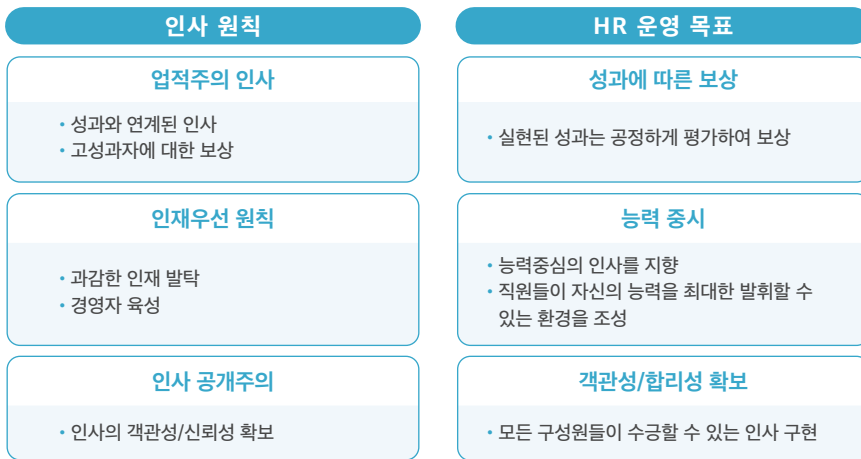 인사 원칙
업적주의 인사
• 성과와 연계된 인사
• 고성과자에 대한 보상
인재우선 원칙
• 과감한 인재 발탁
• 경영자 육성
인사 공개주의
• 인사의 객관성/신뢰성 확보
HR 운영 목표
성과에 따른 보상
• 실현된 성과는 공정하게 평가하여 보상
능력 중시
• 능력중심의 인사를 지향
• 직원들이 자신의 능력을 최대한 발휘할 수
있는 환경을 조성
객관성/합리성 확보
• 모든 구성원들이 수긍할 수 있는 인사 구현